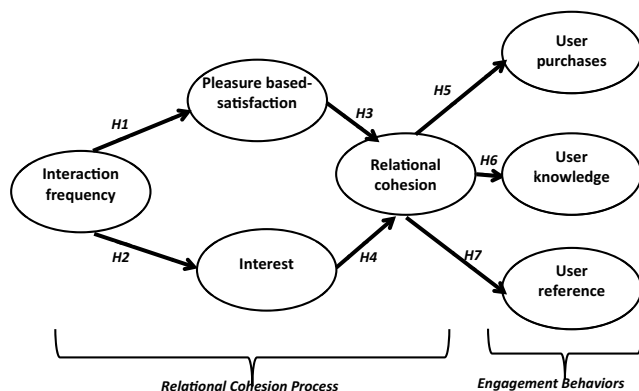 User
purchases
Pleasure based-
satisfaction
H5
H1
H3
Interaction
frequency
Relational
cohesion
H6
User
knowledge
H2
Interest
H4
H7
User
reference
Relational Cohesion Process
Engagement Behaviors